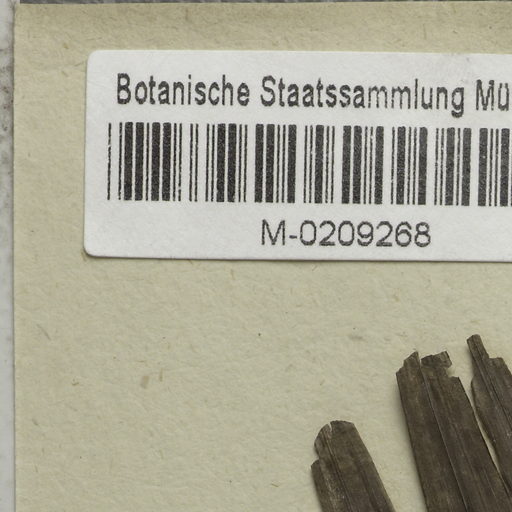 Botanische Staatssammlung Mü
M-0209268